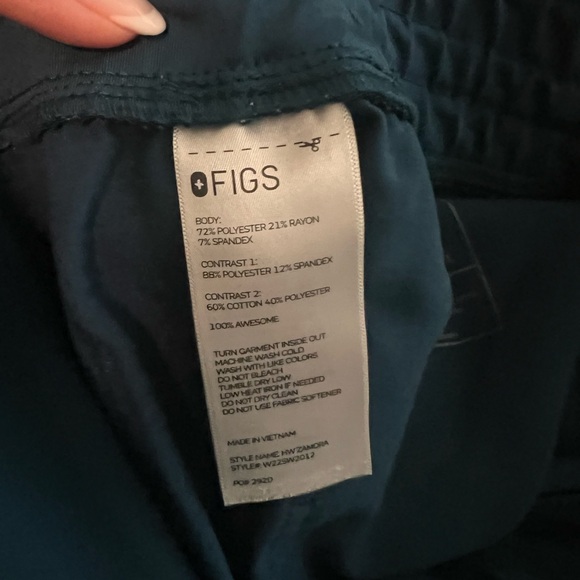 FIGS
BODY:
72% POLYESTER 21% RAYON
7% SPANDEX
CONTRAST 1:
88% POLYESTER 12% SPANDEX
CONTRAST 2:
60% COTTON 40% POLYESTER
100% AWESOME
TURN GARMENT INSIDE OUT
MACHINE WASH COLD
WASH WITH LIKE COLORS
DO NOT BLEACH
TUMBLE DRY LOW
LOW HEAT IRON IF NEEDED
DO NOT DRY CLEAN
DO NOT USE FABRIC SOFTENER
MADE IN VIETNAM
STYLE NAME: HW ZAMORA
STYLE#: W22SW2012
PO# 2920